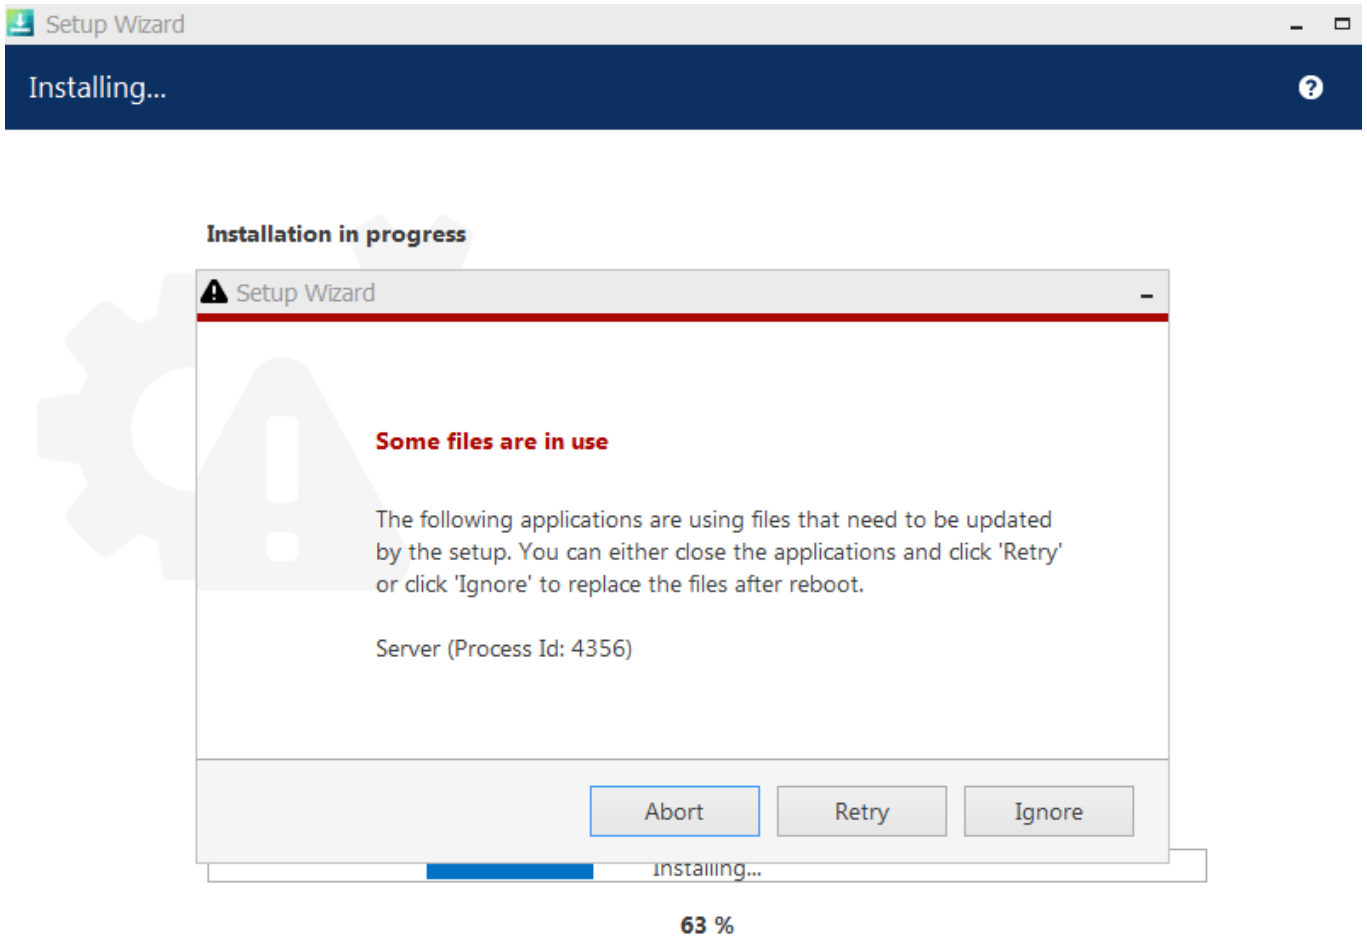 Setup Wizard
Installing...
Installation in progress
Setup Wizard
Some files are in use
The following applications are using files that need to be updated
by the setup. You can either close the applications and click 'Retry'
or click 'Ignore' to replace the files after reboot.
Server (Process Id: 4356)
Abort Retry Ignore
Installing...
63 %